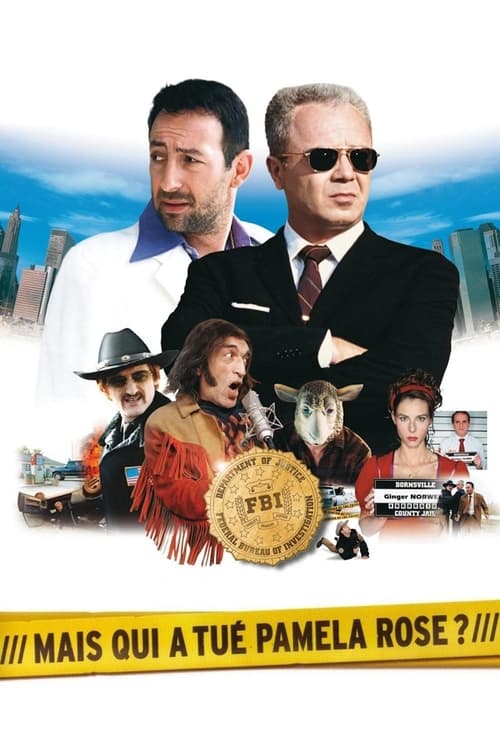 DEPARTMENT OF JUSTICE
FBI
FEDERAL BUREAU OF INVESTIGATION
BORNSVILLE
Ginger NORWE
COUNTY JAIL
/// MAIS QUI A TUÉ PAMELA ROSE ? ///